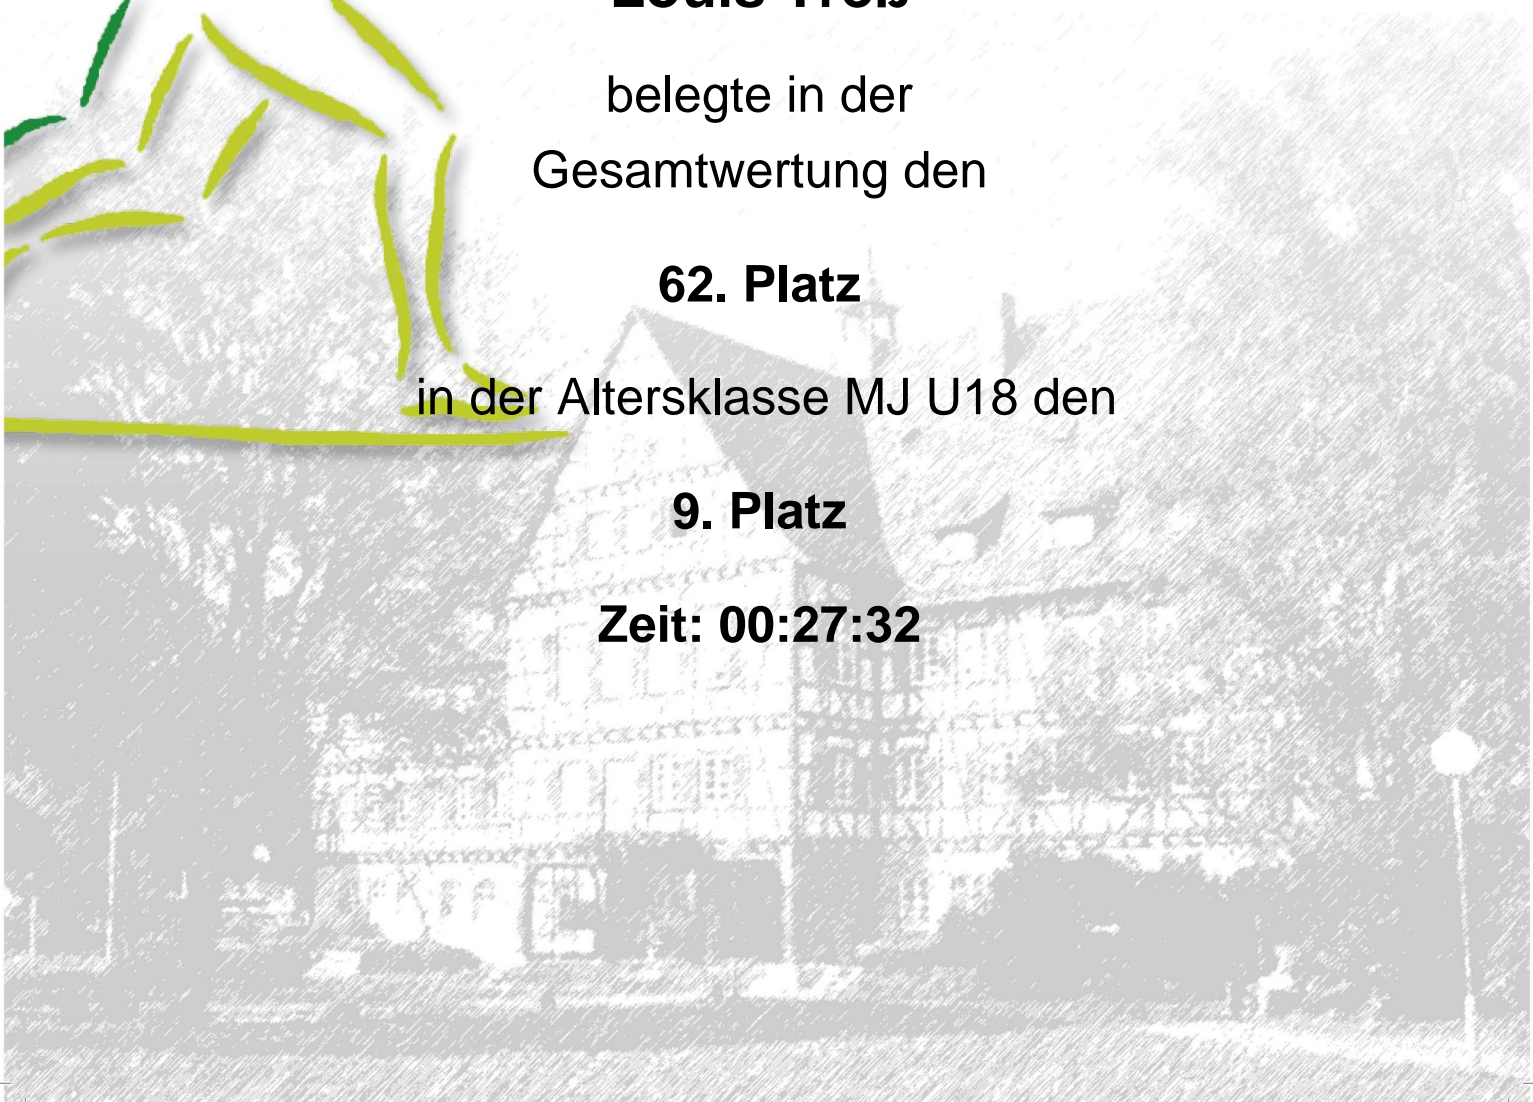 belegte in der
Gesamtwertung den
62. Platz
in der Altersklasse MJ U18 den
9. Platz
Zeit: 00:27:32